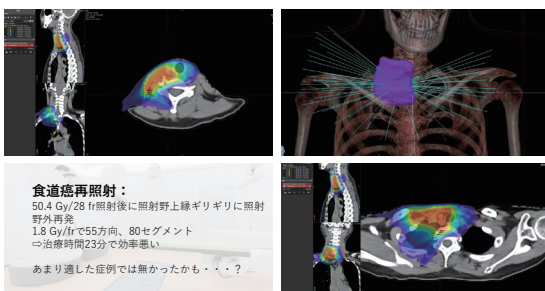 食道癌再照射：
50.4 Gy/28 fr照射後に照射野上縁ギリギリに照射
野外再発
1.8 Gy/frで55方向、80セグメント
⇨治療時間23分で効率悪い
あまり適した症例では無かったかも・・・？